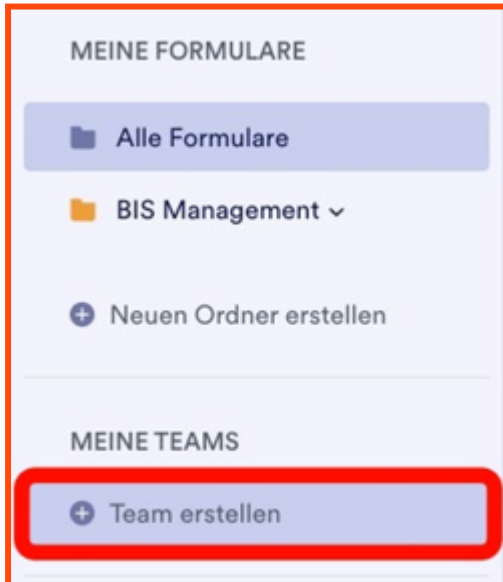 MEINE FORMULARE
Alle Formulare
BIS Management
Neuen Ordner erstellen
MEINE TEAMS
Team erstellen